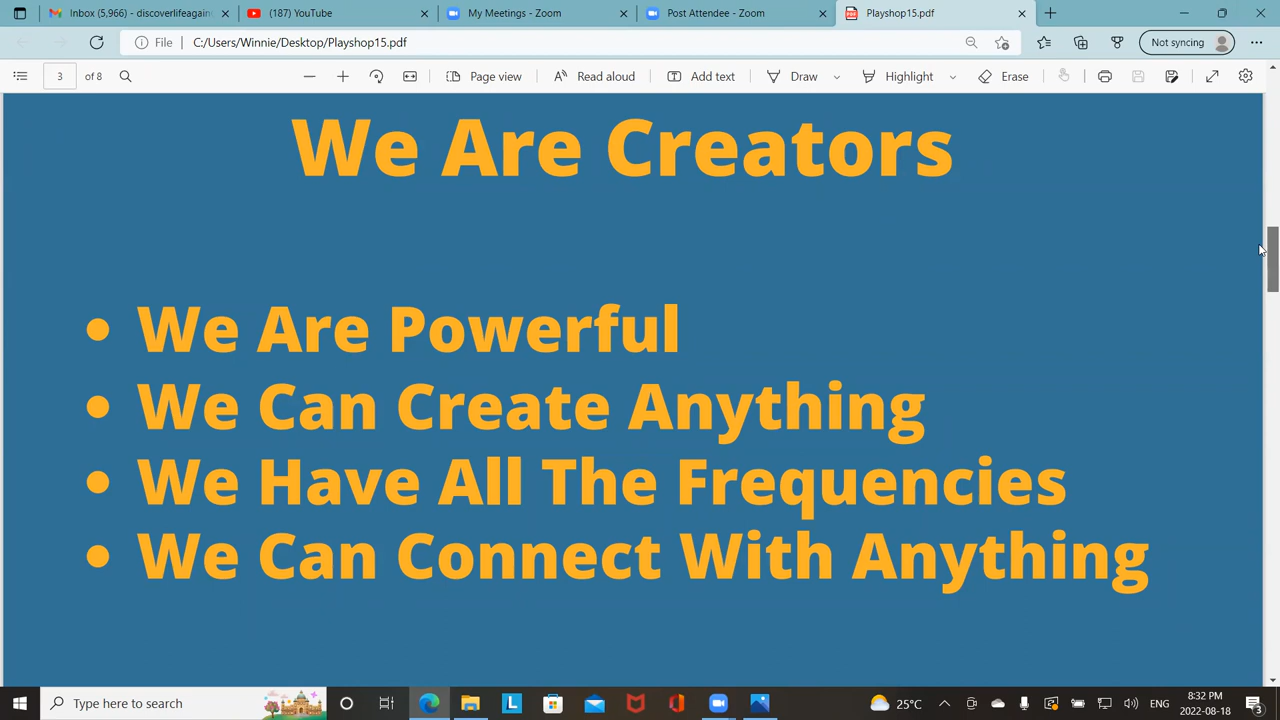 Inbox (5,966) - discoverlifeagain
(187) YouTube
My Meetings - Zoom
Post Attendee - Zoom
Playshop15.pdf
File
C:/Users/Winnie/Desktop/Playshop15.pdf
Not syncing
3 of 8
Page view
Read aloud
Add text
Draw
Highlight
Erase
We Are Creators
• We Are Powerful
• We Can Create Anything
• We Have All The Frequencies
• We Can Connect With Anything
Type here to search
25°C
ENG
8:32 PM
2022-08-18
3